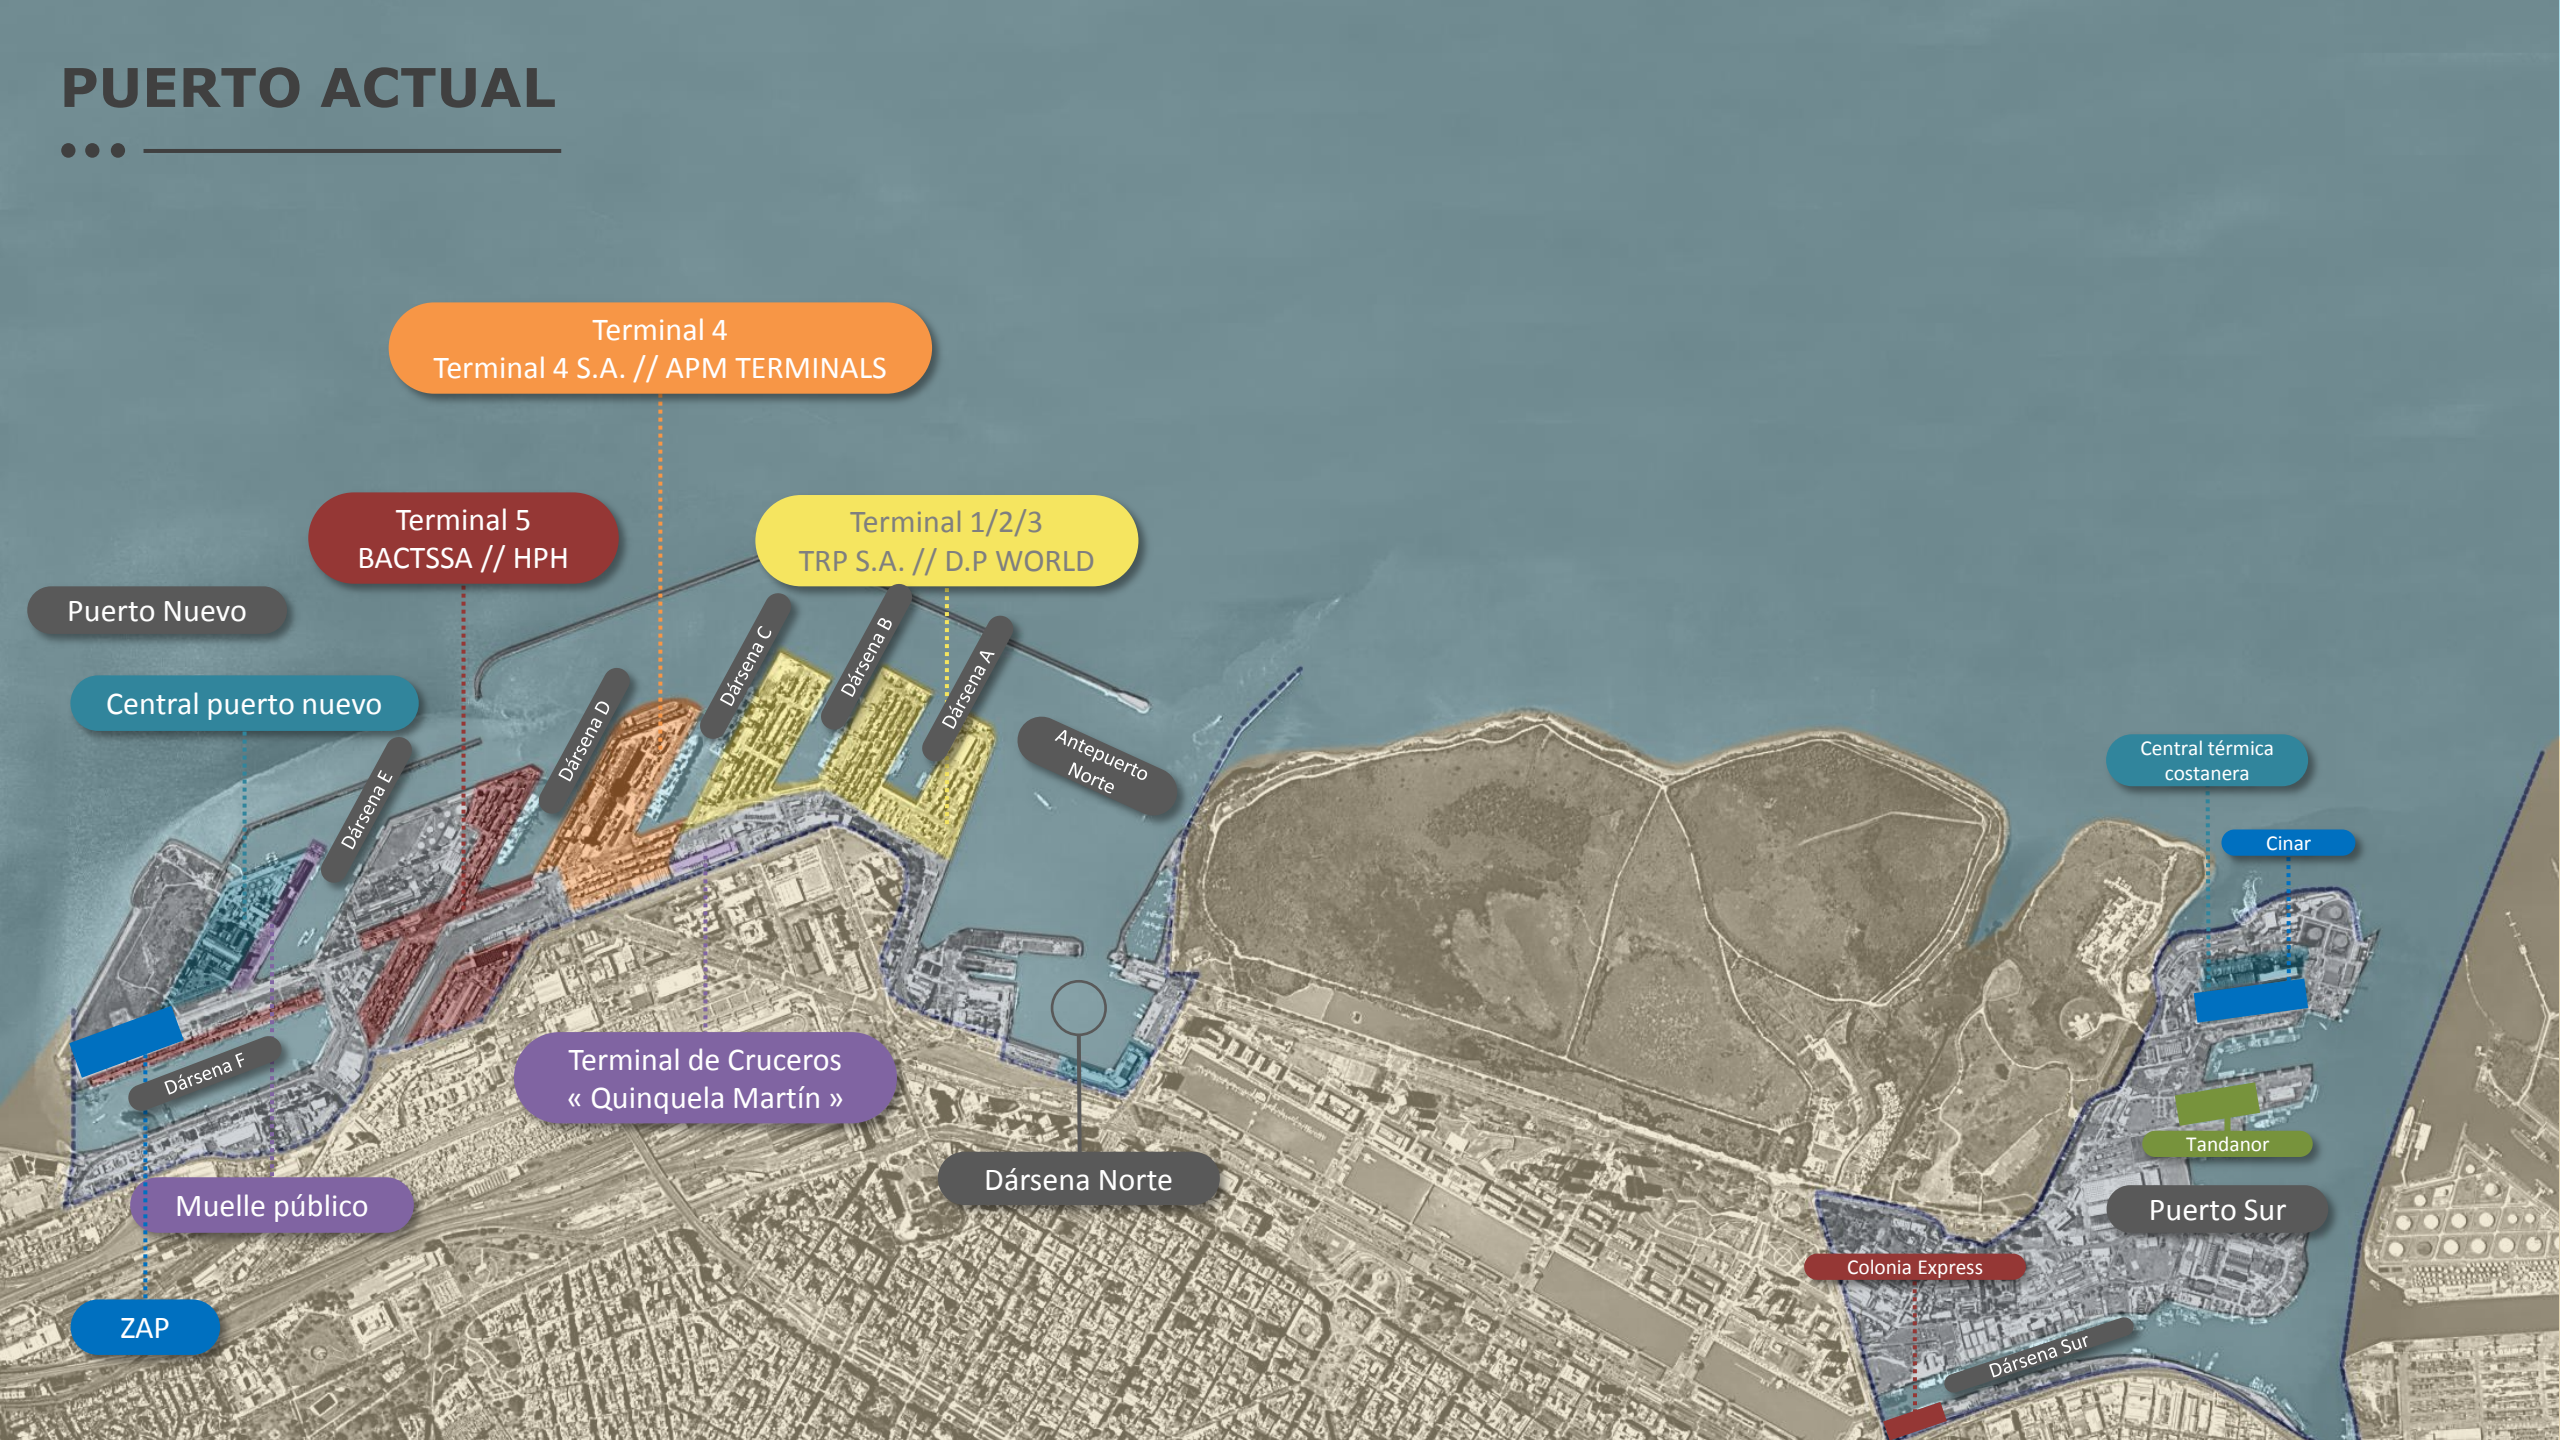 PUERTO ACTUAL
Terminal 4
Terminal 4 S.A. // APM TERMINALS
Terminal 5
BACTSSA // HPH
Terminal 1/2/3
TRP S.A. // D.P WORLD
Puerto Nuevo
Central puerto nuevo
Dársena E
Dársena D
Dársena C
Dársena B
Dársena A
Antepuerto
Norte
Central térmica
costanera
Cinar
Dársena F
Terminal de Cruceros
« Quinquela Martín »
Tandanor
Dársena Norte
Muelle público
Puerto Sur
Colonia Express
ZAP
Dársena Sur